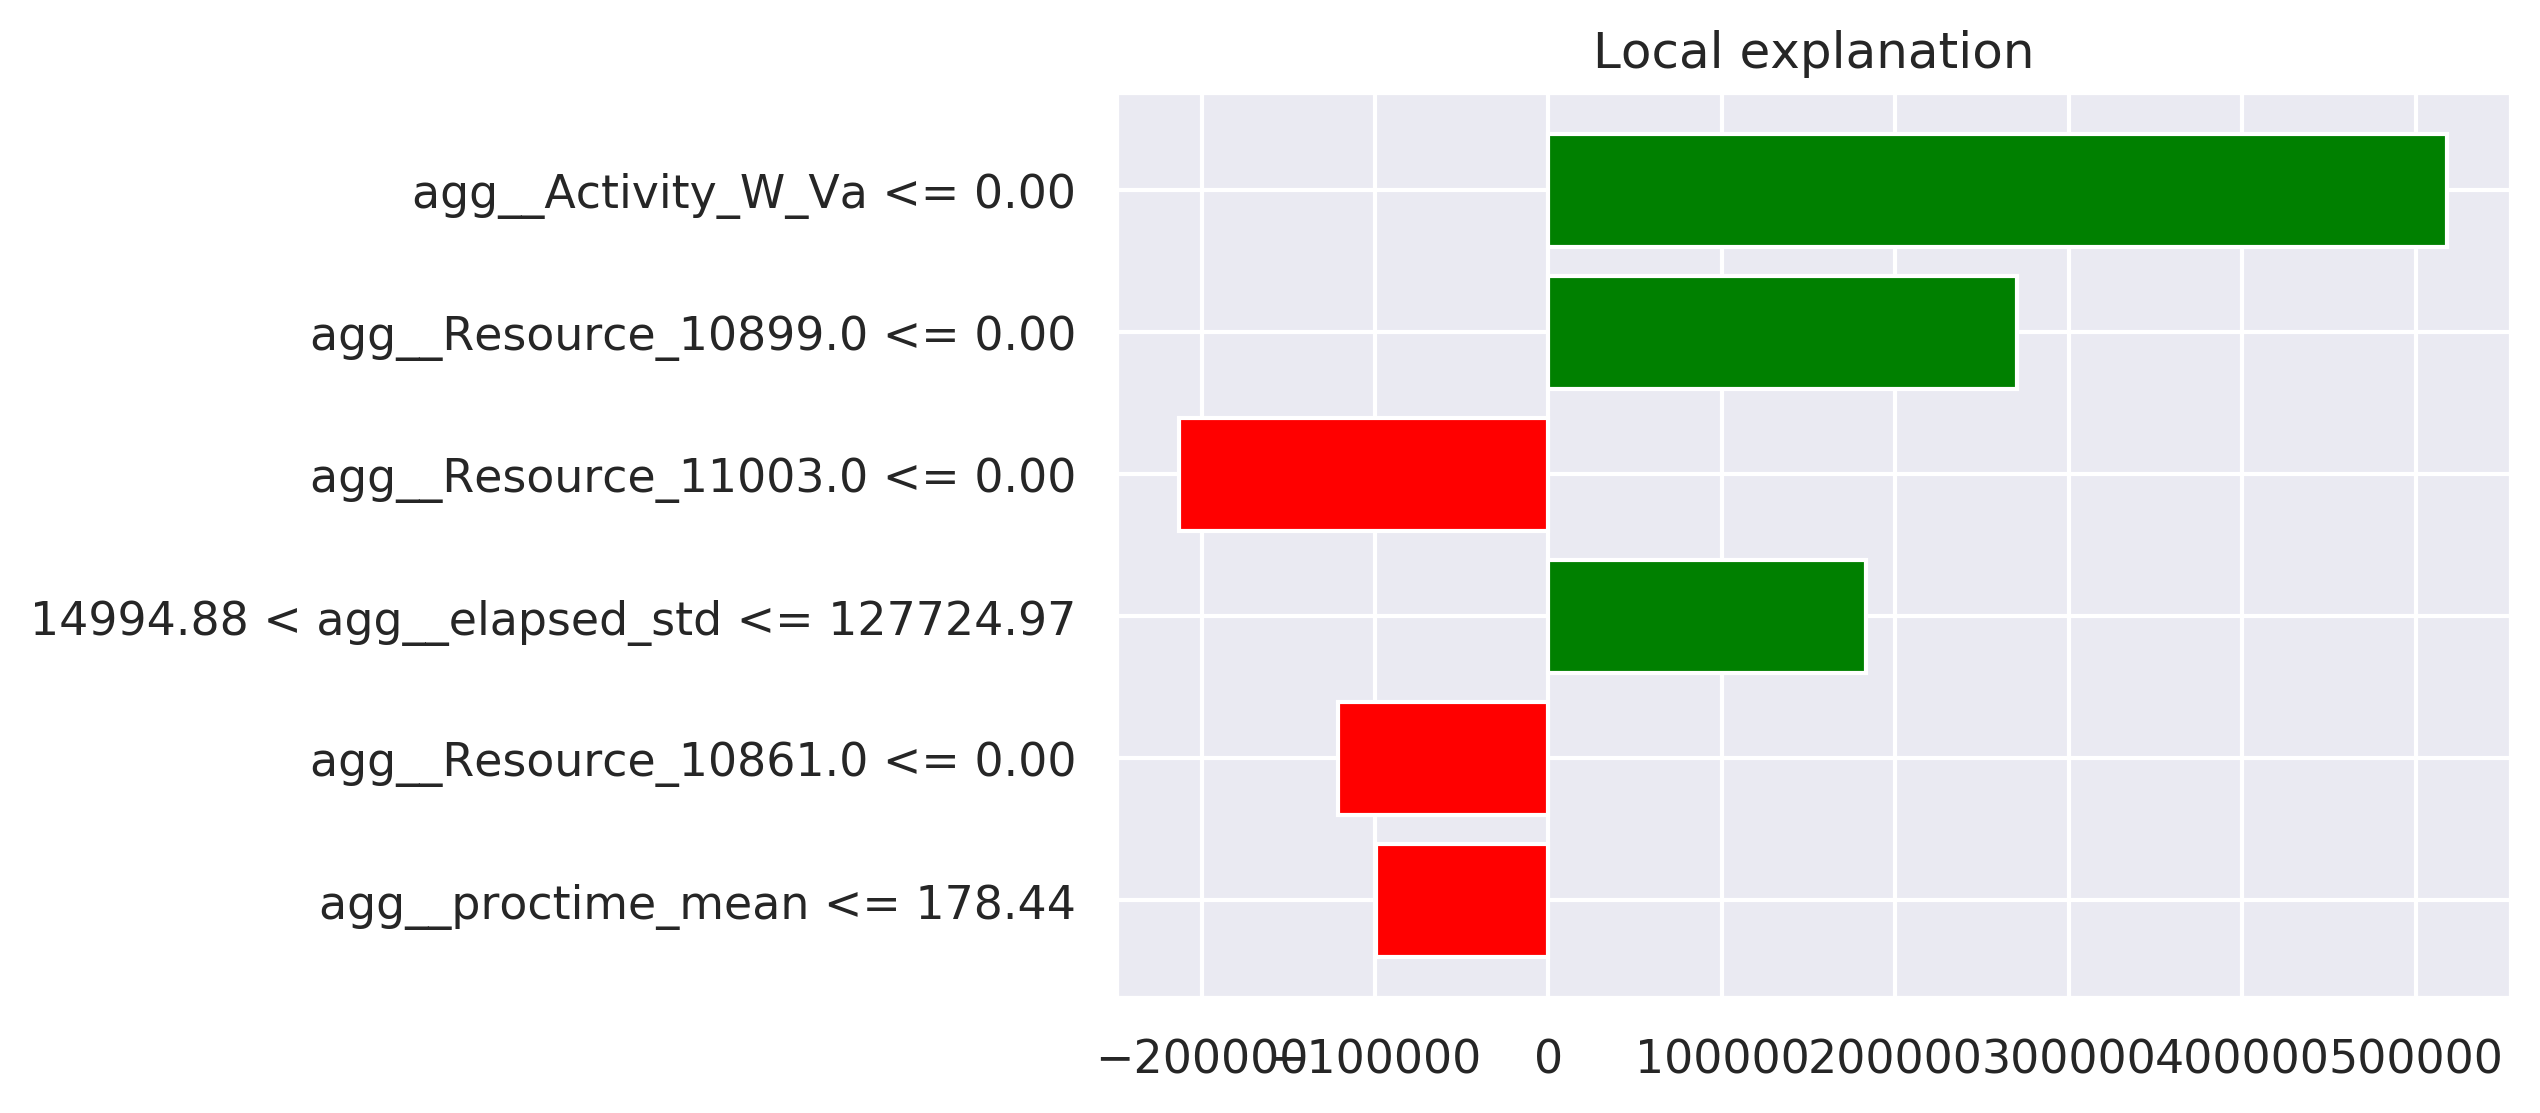 Local explanation
agg__Activity_W_Va <= 0.00
agg__Resource_10899.0 <= 0.00
agg__Resource_11003.0 <= 0.00
14994.88 < agg__elapsed_std <= 127724.97
agg__Resource_10861.0 <= 0.00
agg__proctime_mean <= 178.44
−200000 −100000 0 100000 200000 300000 400000 500000